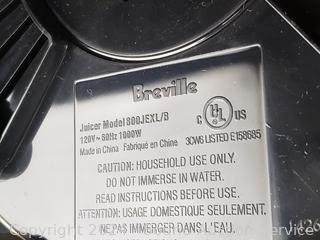 Breville
Juicer Model 800JEXL/B
120V~ 60Hz 1000W
Made in China Fabriqué en Chine
C UL US
3CW6 LISTED E158685
CAUTION: HOUSEHOLD USE ONLY.
DO NOT IMMERSE IN WATER.
READ INSTRUCTIONS BEFORE USE.
ATTENTION: USAGE DOMESTIQUE SEULEMENT.
NE PAS IMMERGER DANS L'EAU.